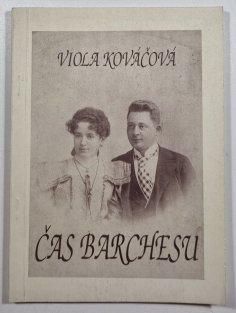 VIOLA KOVÁČOVÁ
ČAS BARCHESU